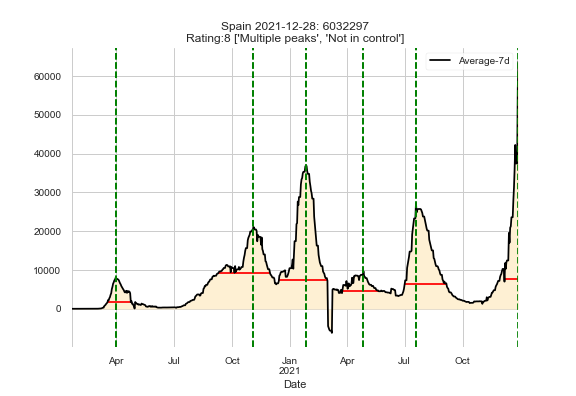 Spain 2021-12-28: 6032297
Rating:8 ['Multiple peaks', 'Not in control']
Average-7d
60000
50000
40000
30000
20000
10000
0
Apr Jul Oct Jan Apr Jul Oct
2021
Date